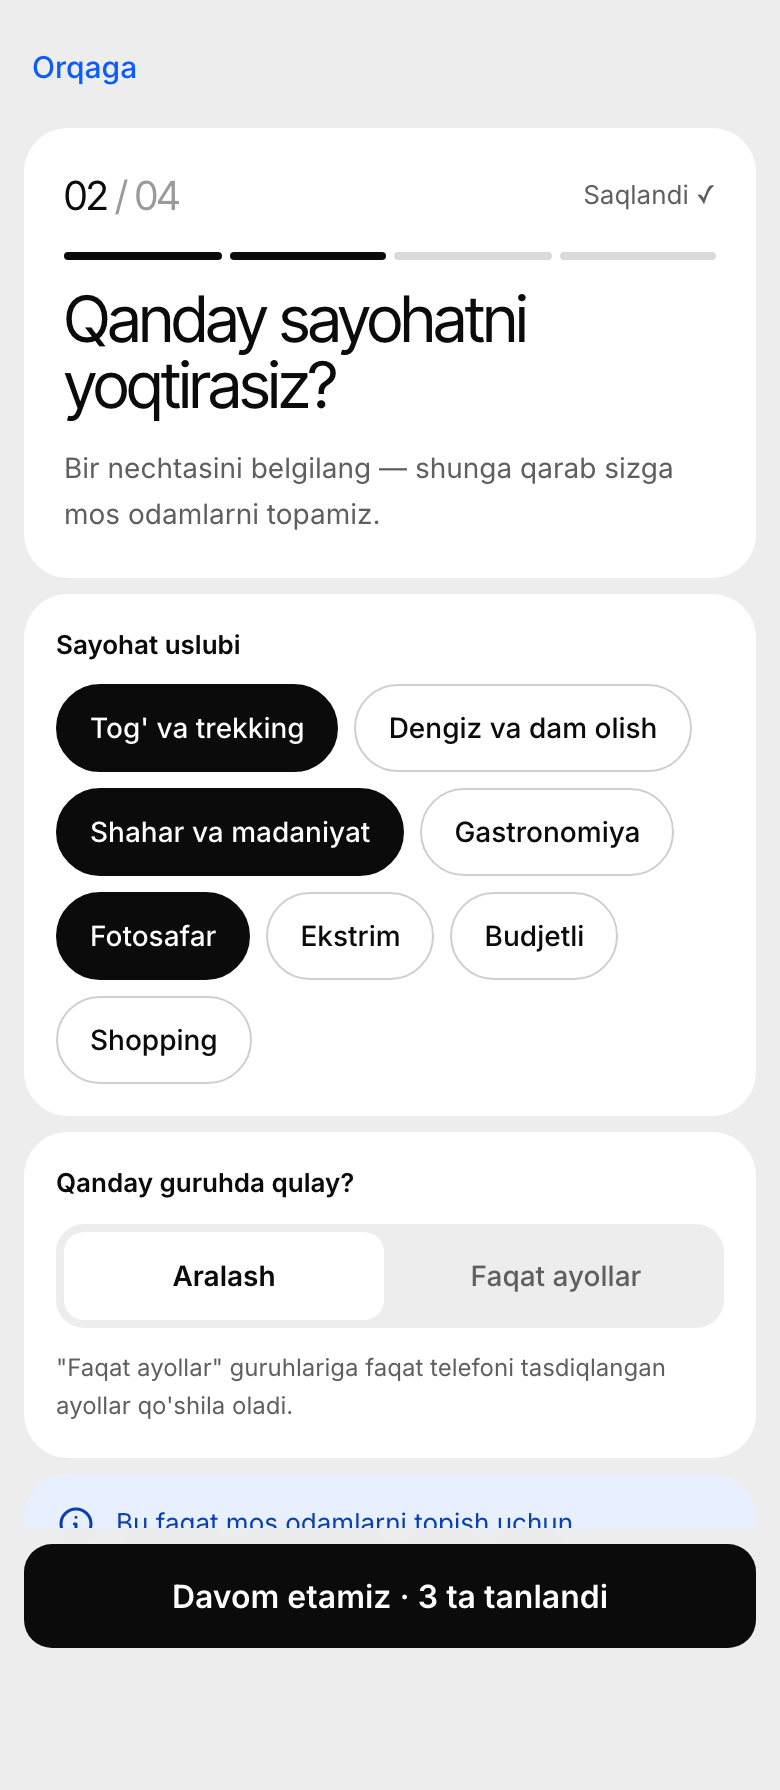 Orqaga
02 / 04
Saqlandi ✓
Qanday sayohatni
yoqtirasiz?
Bir nechtasini belgilang — shunga qarab sizga
mos odamlarni topamiz.
Sayohat uslubi
Tog' va trekking
Dengiz va dam olish
Shahar va madaniyat
Gastronomiya
Fotosafar
Ekstrim
Budjetli
Shopping
Qanday guruhda qulay?
Aralash
Faqat ayollar
"Faqat ayollar" guruhlariga faqat telefoni tasdiqlangan
ayollar qo'shila oladi.
Bu faqat mos odamlarni topish uchun
Davom etamiz · 3 ta tanlandi